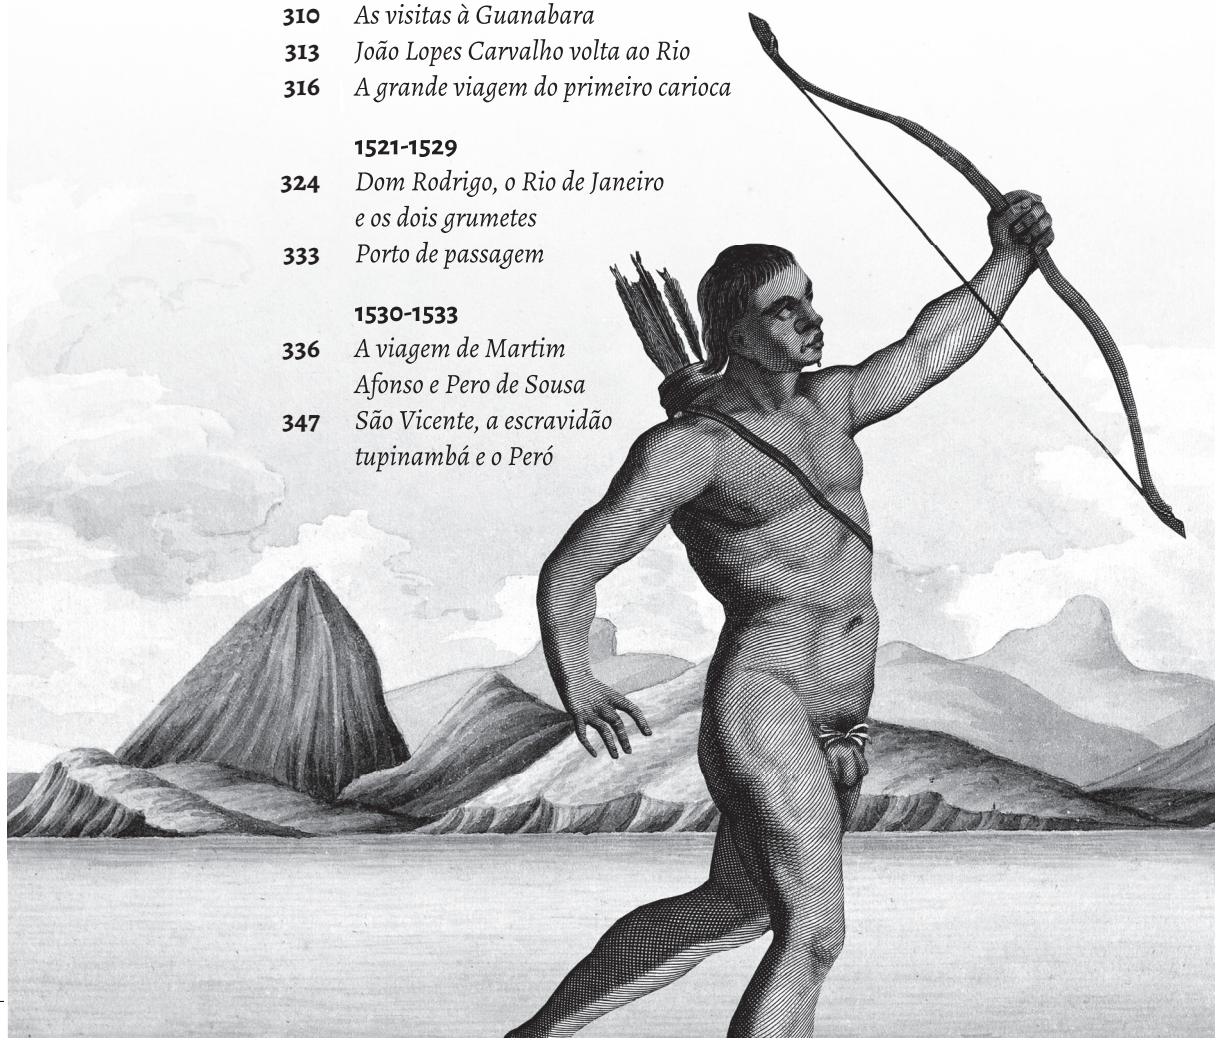 310 As visitas à Guanabara
313 João Lopes Carvalho volta ao Rio
316 A grande viagem do primeiro carioca
1521-1529
324 Dom Rodrigo, o Rio de Janeiro
e os dois grumetes
333 Porto de passagem
1530-1533
336 A viagem de Martim
Afonso e Pero de Sousa
347 São Vicente, a escravidão
tupinambá e o Peró